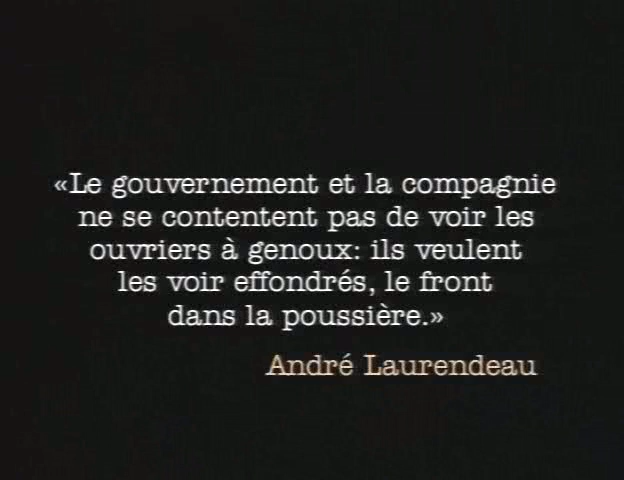 «Le gouvernement et la compagnie
ne se contentent pas de voir les
ouvriers à genoux: ils veulent
les voir effondrés, le front
dans la poussière.»
André Laurendeau